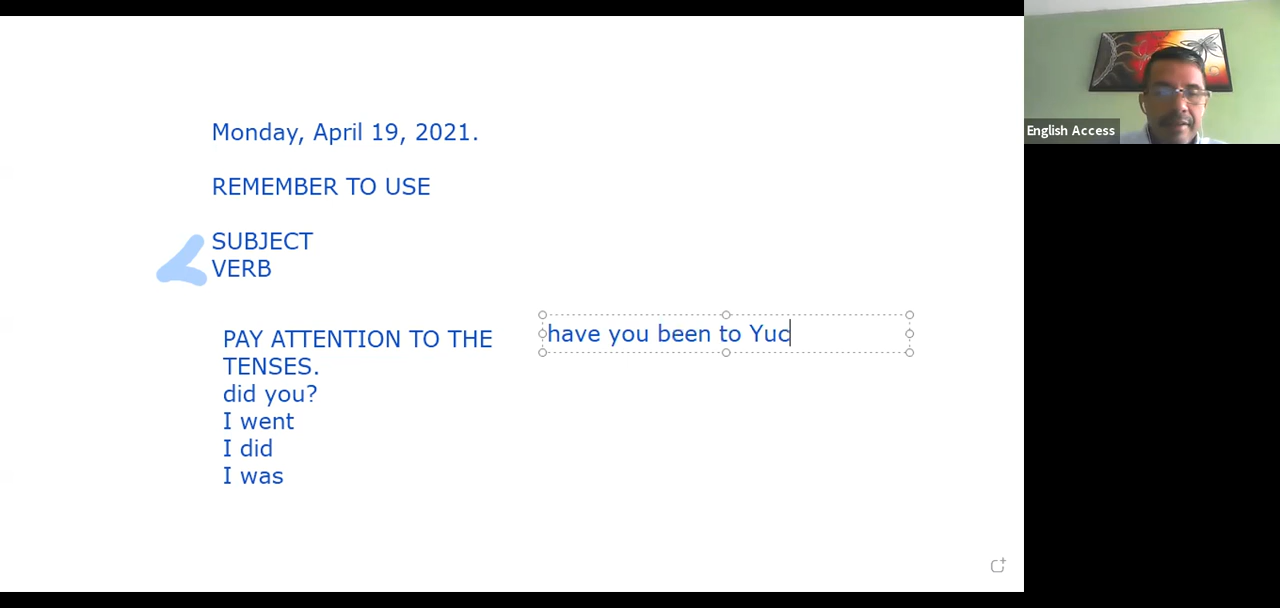 Monday, April 19, 2021.
REMEMBER TO USE
SUBJECT
VERB
PAY ATTENTION TO THE
TENSES.
did you?
I went
I did
I was
have you been to Yuc
English Access